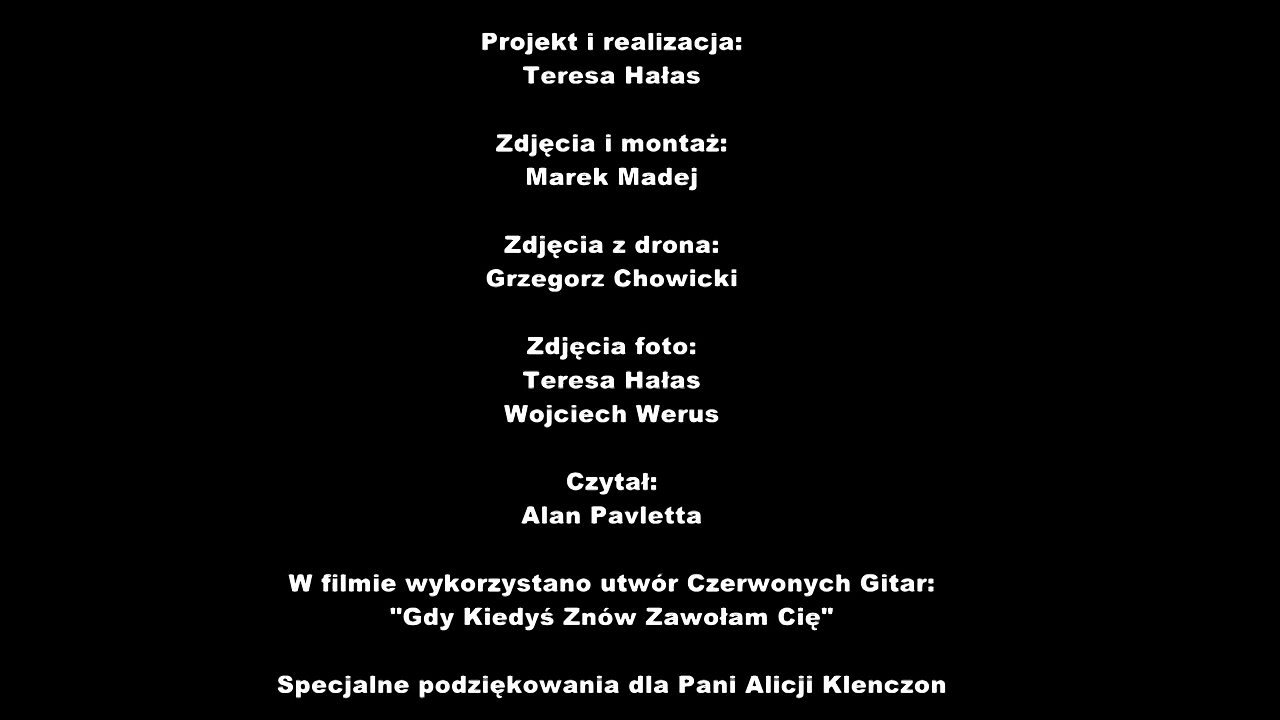 Projekt i realizacja:
Teresa Hałas
Zdjęcia i montaż:
Marek Madej
Zdjęcia z drona:
Grzegorz Chowicki
Zdjęcia foto:
Teresa Hałas
Wojciech Werus
Czytał:
Alan Pavletta
W filmie wykorzystano utwór Czerwonych Gitar:
"Gdy Kiedyś Znów Zawołam Cię"
Specjalne podziękowania dla Pani Alicji Klenczon